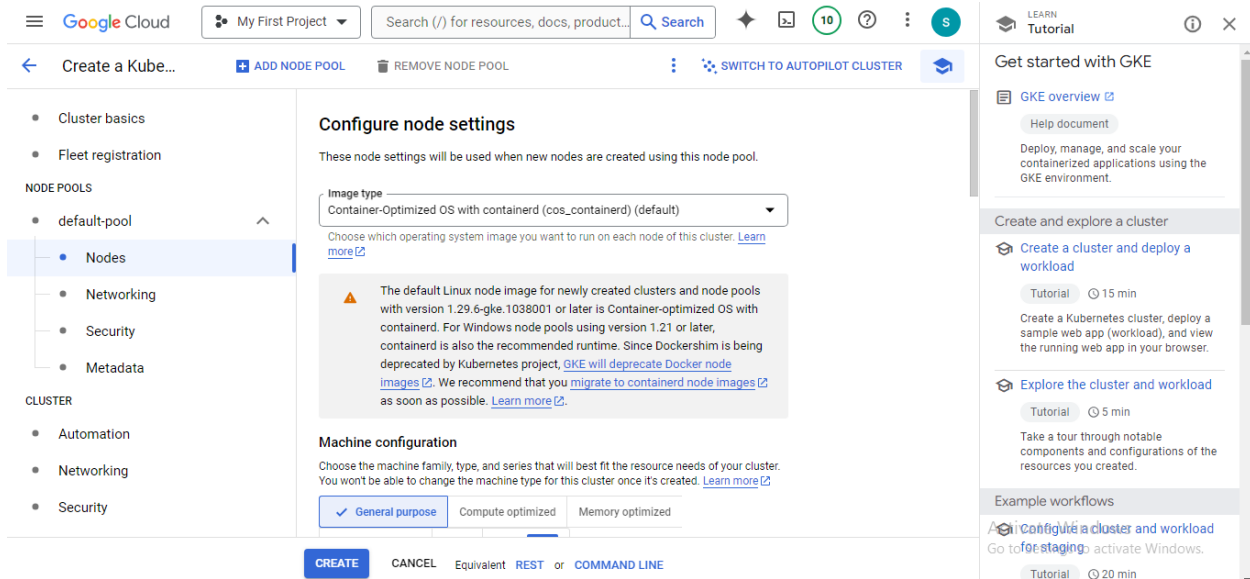 Google Cloud
My First Project
Search (/) for resources, docs, product...
Search
10
S
Create a Kube...
ADD NODE POOL
REMOVE NODE POOL
SWITCH TO AUTOPILOT CLUSTER
Cluster basics
Fleet registration
NODE POOLS
default-pool
Nodes
Networking
Security
Metadata
CLUSTER
Automation
Networking
Security
Configure node settings
These node settings will be used when new nodes are created using this node pool.
Image type
Container-Optimized OS with containerd (cos_containerd) (default)
Choose which operating system image you want to run on each node of this cluster. Learn
more
The default Linux node image for newly created clusters and node pools
with version 1.29.6-gke.1038001 or later is Container-optimized OS with
containerd. For Windows node pools using version 1.21 or later,
containerd is also the recommended runtime. Since Dockershim is being
deprecated by Kubernetes project, GKE will deprecate Docker node
images. We recommend that you migrate to containerd node images
as soon as possible. Learn more.
Machine configuration
Choose the machine family, type, and series that will best fit the resource needs of your cluster.
You won't be able to change the machine type for this cluster once it's created. Learn more
General purpose
Compute optimized
Memory optimized
CREATE
CANCEL
Equivalent REST or COMMAND LINE
LEARN
Tutorial
Get started with GKE
GKE overview
Help document
Deploy, manage, and scale your
containerized applications using the
GKE environment.
Create and explore a cluster
Create a cluster and deploy a
workload
Tutorial 15 min
Create a Kubernetes cluster, deploy a
sample web app (workload), and view
the running web app in your browser.
Explore the cluster and workload
Tutorial 5 min
Take a tour through notable
components and configurations of the
resources you created.
Example workflows
Configure a cluster and workload
for staging
Tutorial 20 min
Activate Windows
Go to Settings to activate Windows.